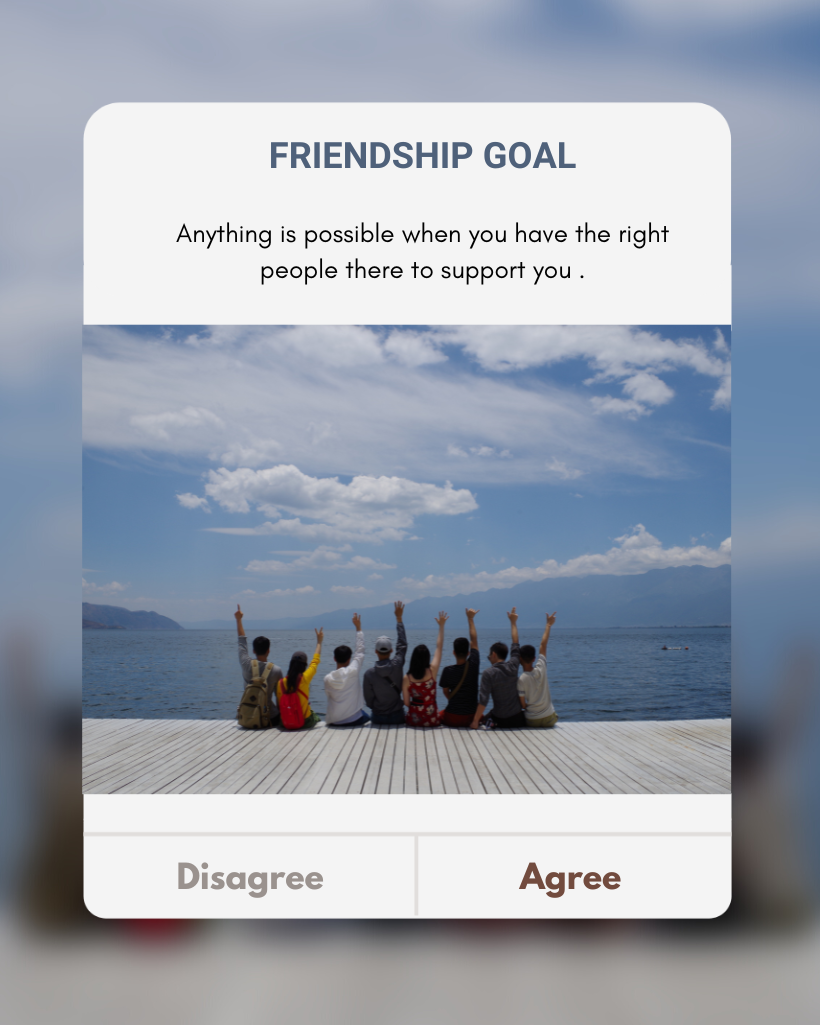 FRIENDSHIP GOAL
Anything is possible when you have the right
people there to support you .
Disagree
Agree